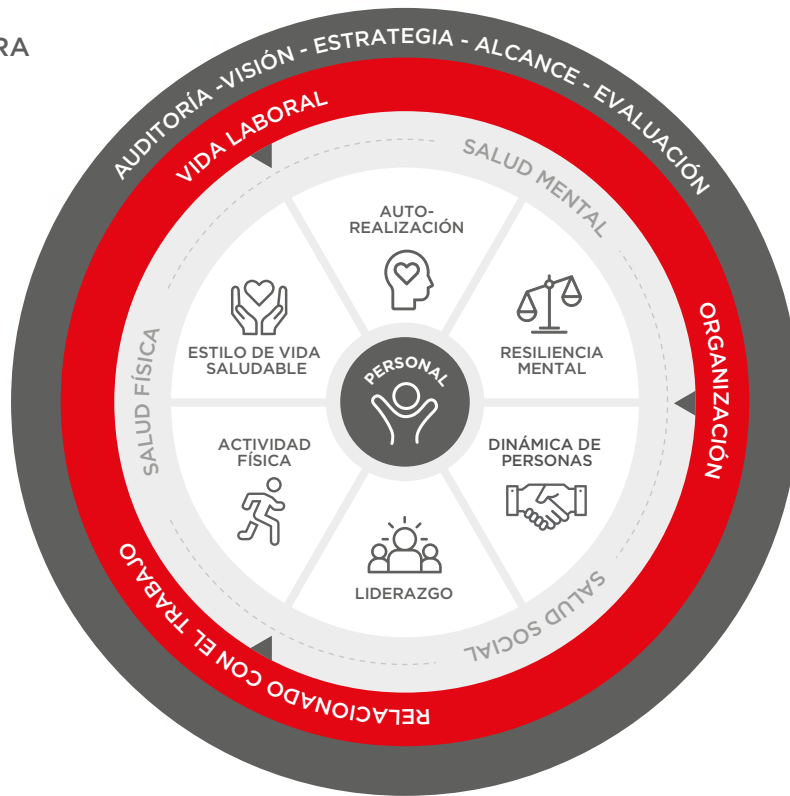 RA
AUDITORÍA -VISIÓN - ESTRATEGIA - ALCANCE - EVALUACIÓN
VIDA LABORAL
ORGANIZACIÓN
RELACIONADO CON EL TRABAJO
SALUD MENTAL
SALUD FÍSICA
SALUD SOCIAL
AUTO-
REALIZACIÓN
ESTILO DE VIDA
SALUDABLE
RESILIENCIA
MENTAL
PERSONAL
ACTIVIDAD
FÍSICA
DINÁMICA DE
PERSONAS
LIDERAZGO